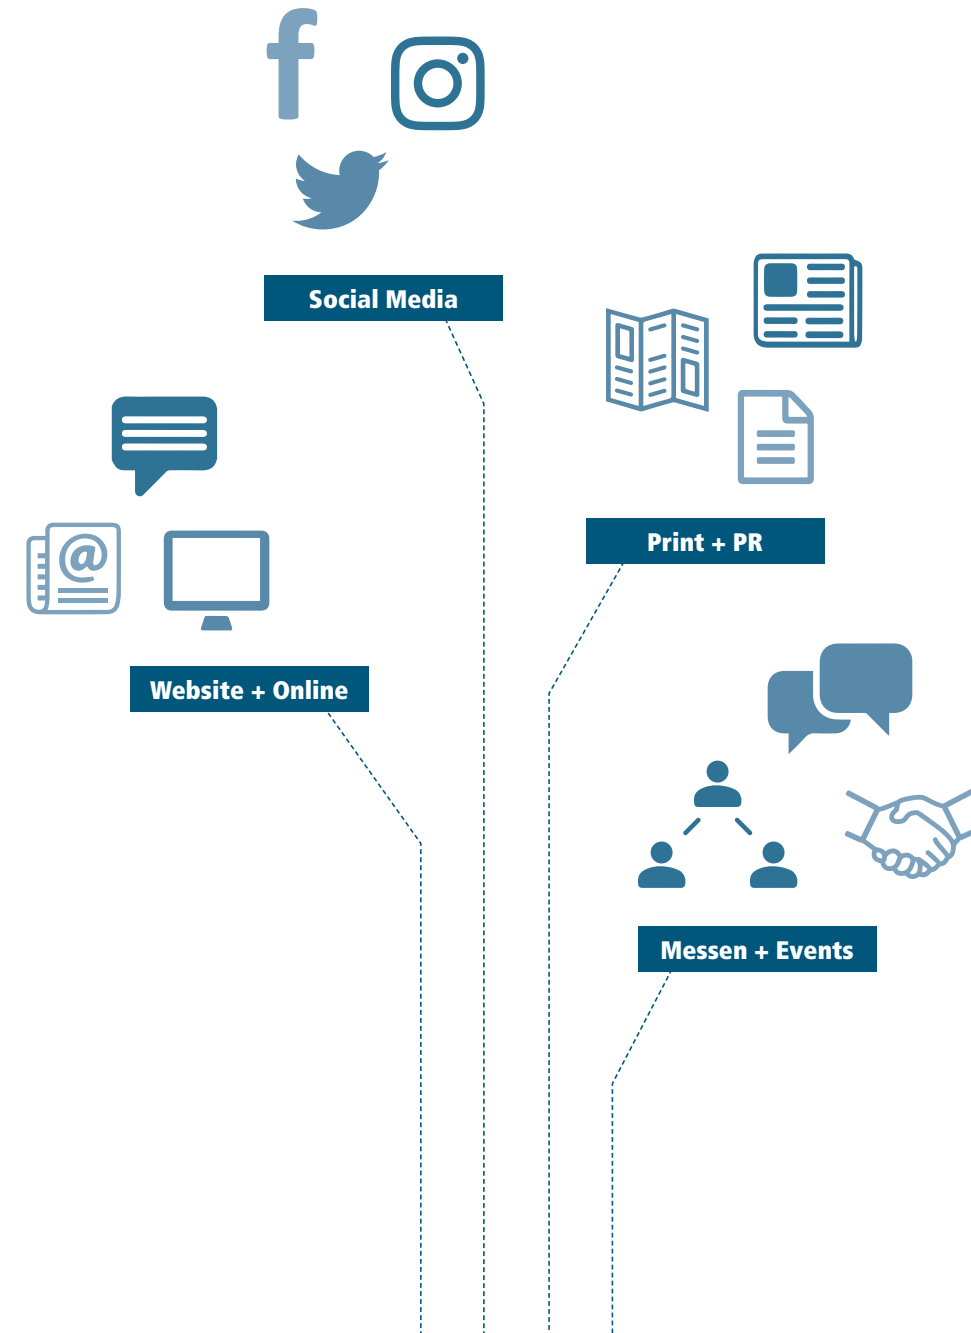 Social Media
Print + PR
Website + Online
Messen + Events